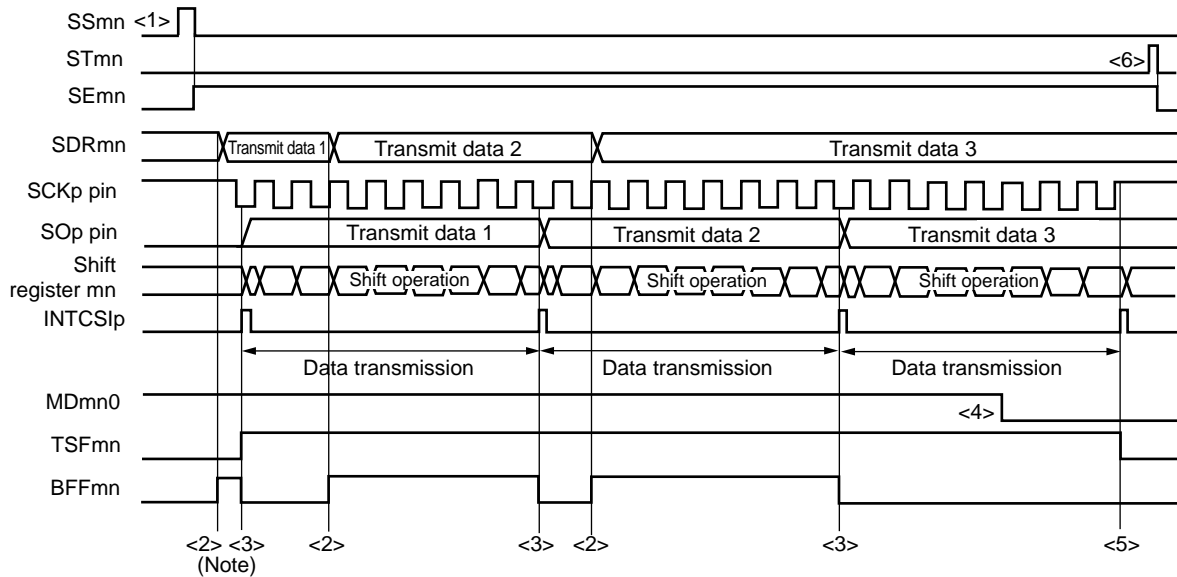 SSmn <1>
STmn <6>
SEmn
SDRmn Transmit data 1 Transmit data 2 Transmit data 3
SCKp pin
SOp pin Transmit data 1 Transmit data 2 Transmit data 3
Shift
register mn Shift operation Shift operation Shift operation
INTCSIp
Data transmission Data transmission Data transmission
MDmn0 <4>
TSFmn
BFFmn
<2> <3> <2> <3> <2> <3> <5>
(Note)